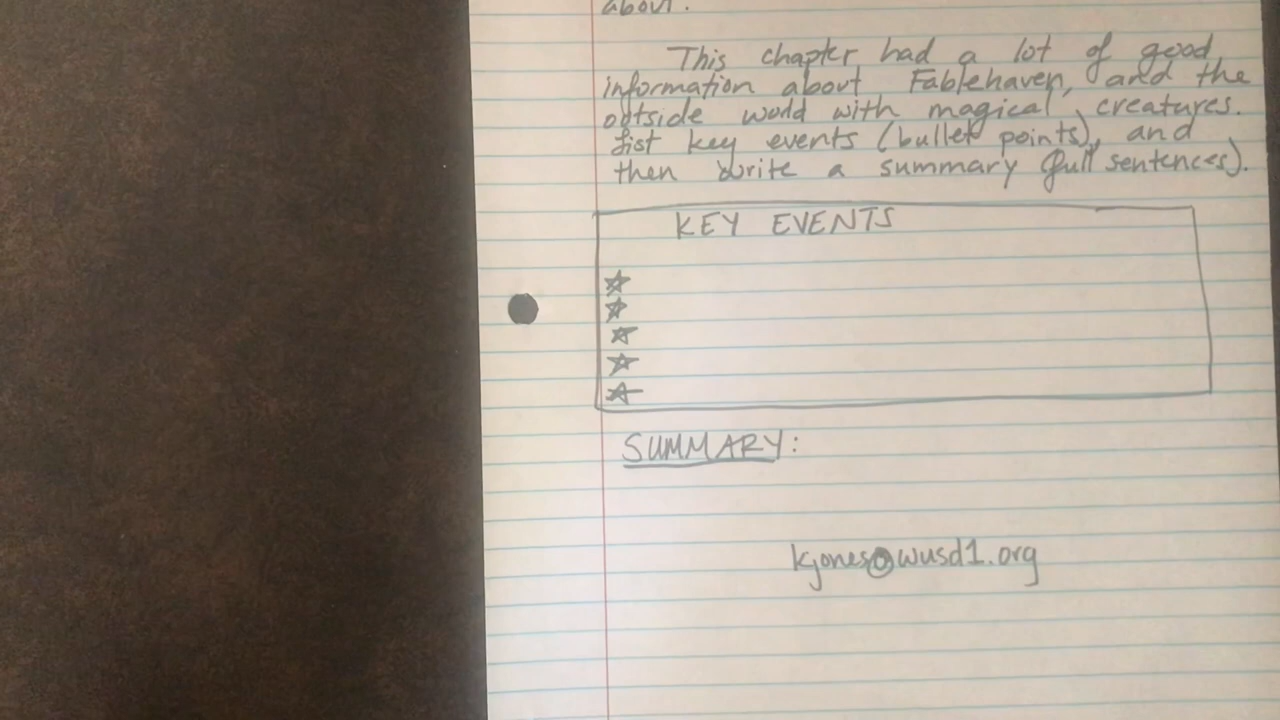 about.
This chapter had a lot of good
information about Fablehaven, and the
outside world with magical creatures.
List key events (bullet points), and
then write a summary (full sentences).
KEY EVENTS
SUMMARY:
kjones@wusd1.org